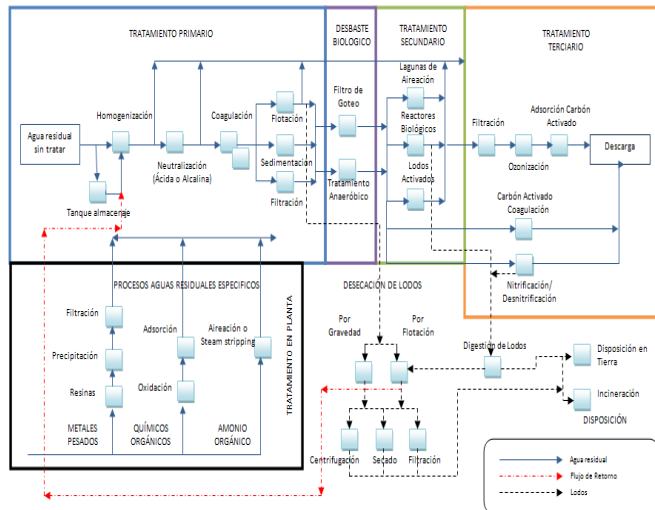 TRATAMIENTO PRIMARIO
DESBASTE
BIOLOGICO
TRATAMIENTO
SECUNDARIO
TRATAMIENTO
TERCIARIO
Agua residual
sin tratar
Homogenización
Tanque almacenaje
Neutralización
(Ácida o Alcalina)
Coagulación
Flotación
Sedimentacion
Filtración
Filtro de
Goteo
Tratamiento
Anaeróbico
Lagunas de
Aireación
Reactores
Biológicos
Lodos
Activados
Filtración
Ozonización
Adsorción Carbón
Activado
Descarga
Carbón Activado
Coagulación
Nitrificación/
Desnitrificación
PROCESOS AGUAS RESIDUALES ESPECIFICOS
Filtración
Precipitación
Resinas
Adsorción
Oxidación
Aireación o
Steam stripping
METALES
PESADOS
QUÍMICOS
ORGÁNICOS
AMONIO
ORGÁNICO
TRATAMIENTO EN PLANTA
DESECACIÓN DE LODOS
Por
Gravedad
Por
Flotación
Digestión de Lodos
Centrifugación
Secado
Filtración
Disposición en
Tierra
Incineración
DISPOSICIÓN
Agua residual
Flujo de Retorno
Lodos